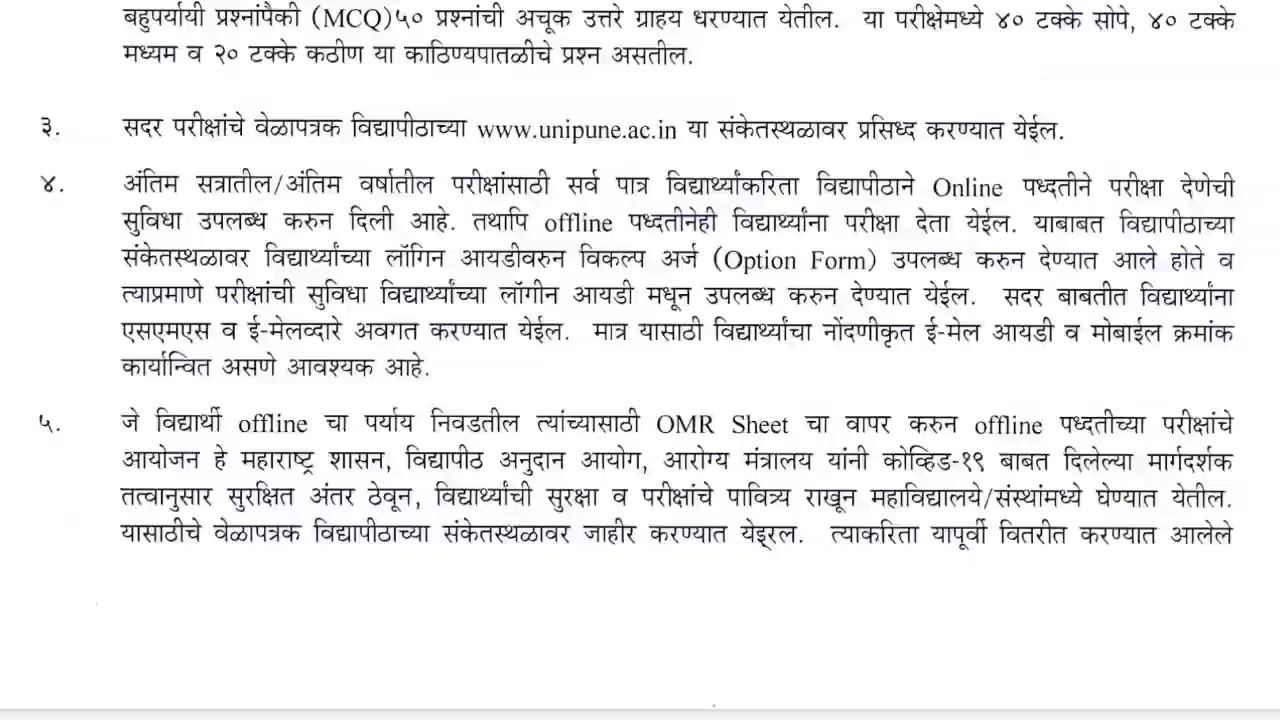 बहुपर्यायी प्रश्नांपैकी (MCQ)५० प्रश्नांची अचूक उत्तरे ग्राहय धरण्यात येतील. या परीक्षेमध्ये ४० टक्के सोपे, ४० टक्के
मध्यम व २० टक्के कठीण या काठिण्यपातळीचे प्रश्न असतील.
३. सदर परीक्षांचे वेळापत्रक विद्यापीठाच्या www.unipune.ac.in या संकेतस्थळावर प्रसिध्द करण्यात येईल.
४. अंतिम सत्रातील/अंतिम वर्षातील परीक्षांसाठी सर्व पात्र विद्यार्थ्यांकरिता विद्यापीठाने Online पध्दतीने परीक्षा देणेची
सुविधा उपलब्ध करुन दिली आहे. तथापि offline पध्दतीनेही विद्यार्थ्यांना परीक्षा देता येईल. याबाबत विद्यापीठाच्या
संकेतस्थळावर विद्यार्थ्यांच्या लॉगिन आयडीवरुन विकल्प अर्ज (Option Form) उपलब्ध करुन देण्यात आले होते व
त्याप्रमाणे परीक्षांची सुविधा विद्यार्थ्यांच्या लॉगीन आयडी मधून उपलब्ध करुन देण्यात येईल. सदर बाबतीत विद्यार्थ्यांना
एसएमएस व ई-मेलव्दारे अवगत करण्यात येईल. मात्र यासाठी विद्यार्थ्यांचा नोंदणीकृत ई-मेल आयडी व मोबाईल क्रमांक
कार्यान्वित असणे आवश्यक आहे.
५. जे विद्यार्थी offline चा पर्याय निवडतील त्यांच्यासाठी OMR Sheet चा वापर करुन offline पध्दतीच्या परीक्षांचे
आयोजन हे महाराष्ट्र शासन, विद्यापीठ अनुदान आयोग, आरोग्य मंत्रालय यांनी कोव्हिड-१९ बाबत दिलेल्या मार्गदर्शक
तत्वानुसार सुरक्षित अंतर ठेवून, विद्यार्थ्यांची सुरक्षा व परीक्षांचे पावित्र्य राखून महाविद्यालये/संस्थांमध्ये घेण्यात येतील.
यासाठीचे वेळापत्रक विद्यापीठाच्या संकेतस्थळावर जाहीर करण्यात येइ्रल. त्याकरिता यापूर्वी वितरीत करण्यात आलेले